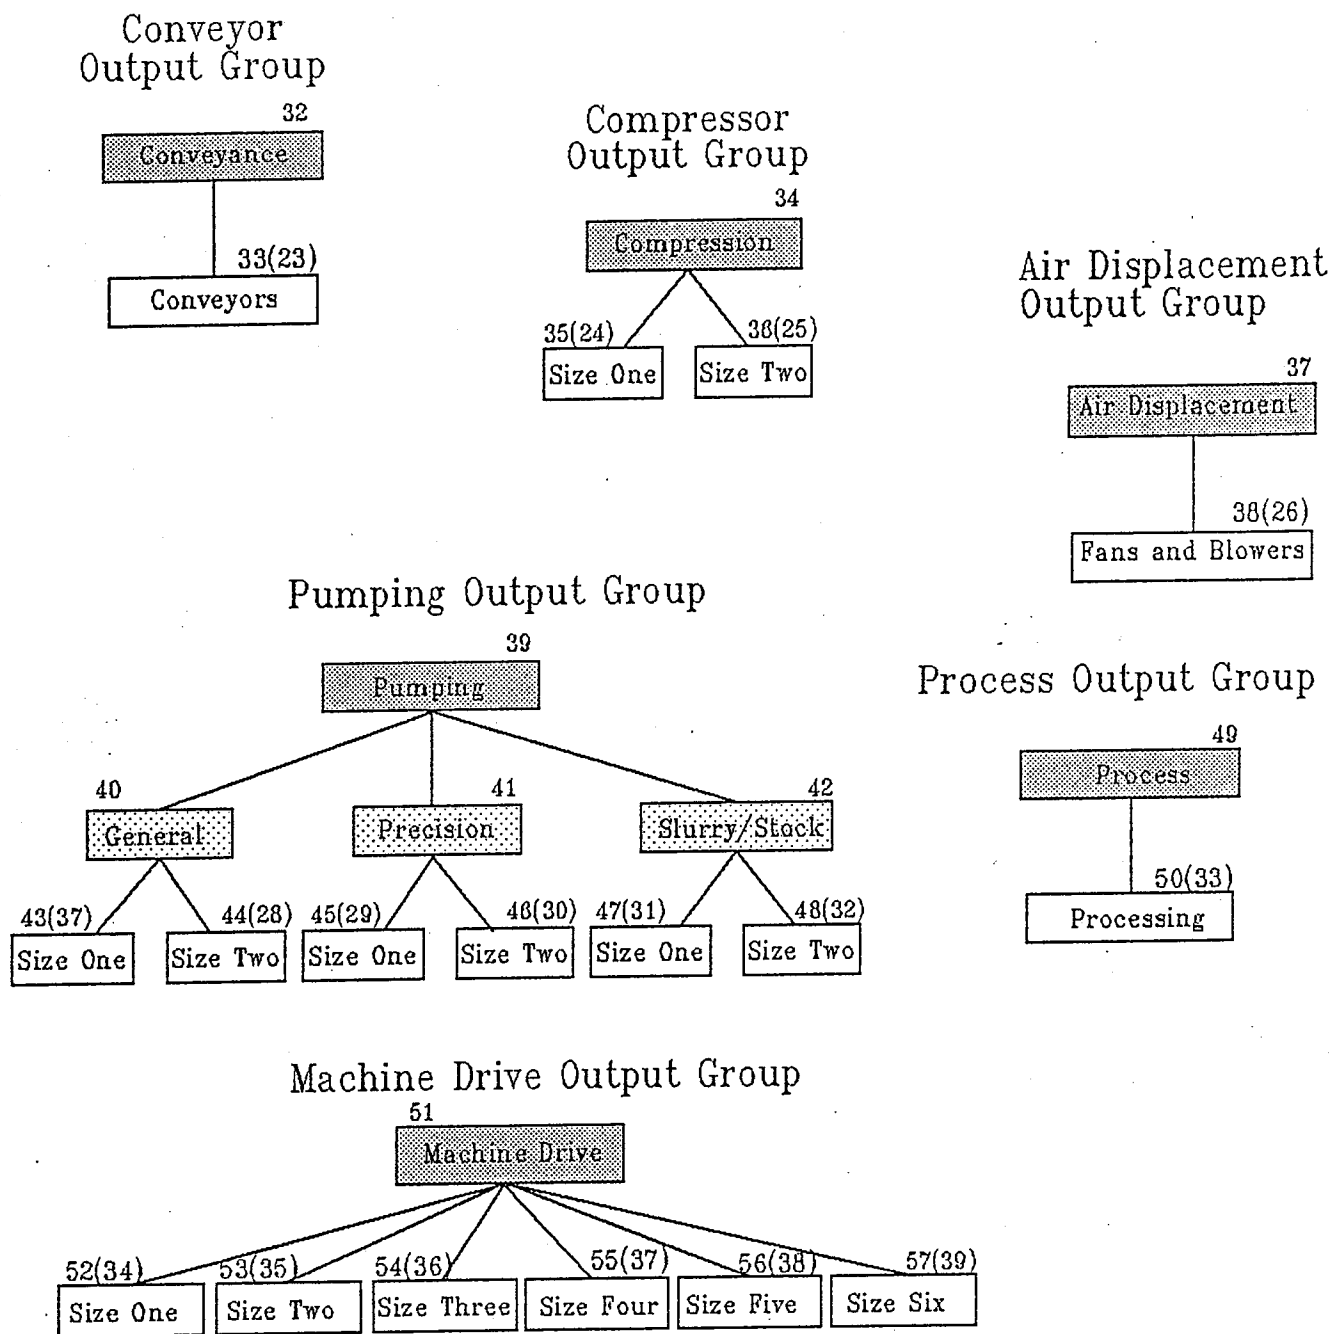 Conveyor
Output Group
32
Conveyance
33(23)
Conveyors
Compressor
Output Group
34
Compression
35(24)
36(25)
Size One
Size Two
Air Displacement
Output Group
37
Air Displacement
38(26)
Fans and Blowers
Pumping Output Group
39
Pumping
40
41
42
General
Precision
Slurry/Stock
43(37)
44(28)
45(29)
46(30)
47(31)
48(32)
Size One
Size Two
Size One
Size Two
Size One
Size Two
Process Output Group
49
Process
50(33)
Processing
Machine Drive Output Group
51
Machine Drive
52(34)
53(35)
54(36)
55(37)
56(38)
57(39)
Size One
Size Two
Size Three
Size Four
Size Five
Size Six